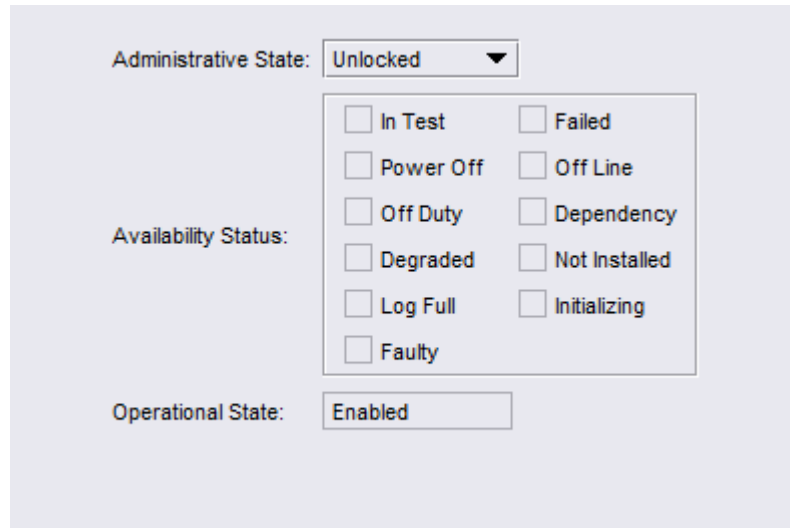 Administrative State: Unlocked
Availability Status:
In Test Failed
Power Off Off Line
Off Duty Dependency
Degraded Not Installed
Log Full Initializing
Faulty
Operational State: Enabled